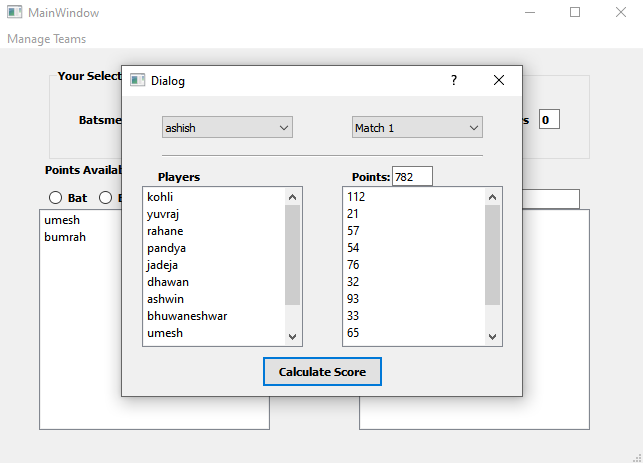 MainWindow
Manage Teams
Your Select
Batsme
s 0
Points Availab
Bat
umesh
bumrah
Dialog
?
ashish
Match 1
Players
Points: 782
kohli 112
yuvraj 21
rahane 57
pandya 54
jadeja 76
dhawan 32
ashwin 93
bhuwaneshwar 33
umesh 65
Calculate Score